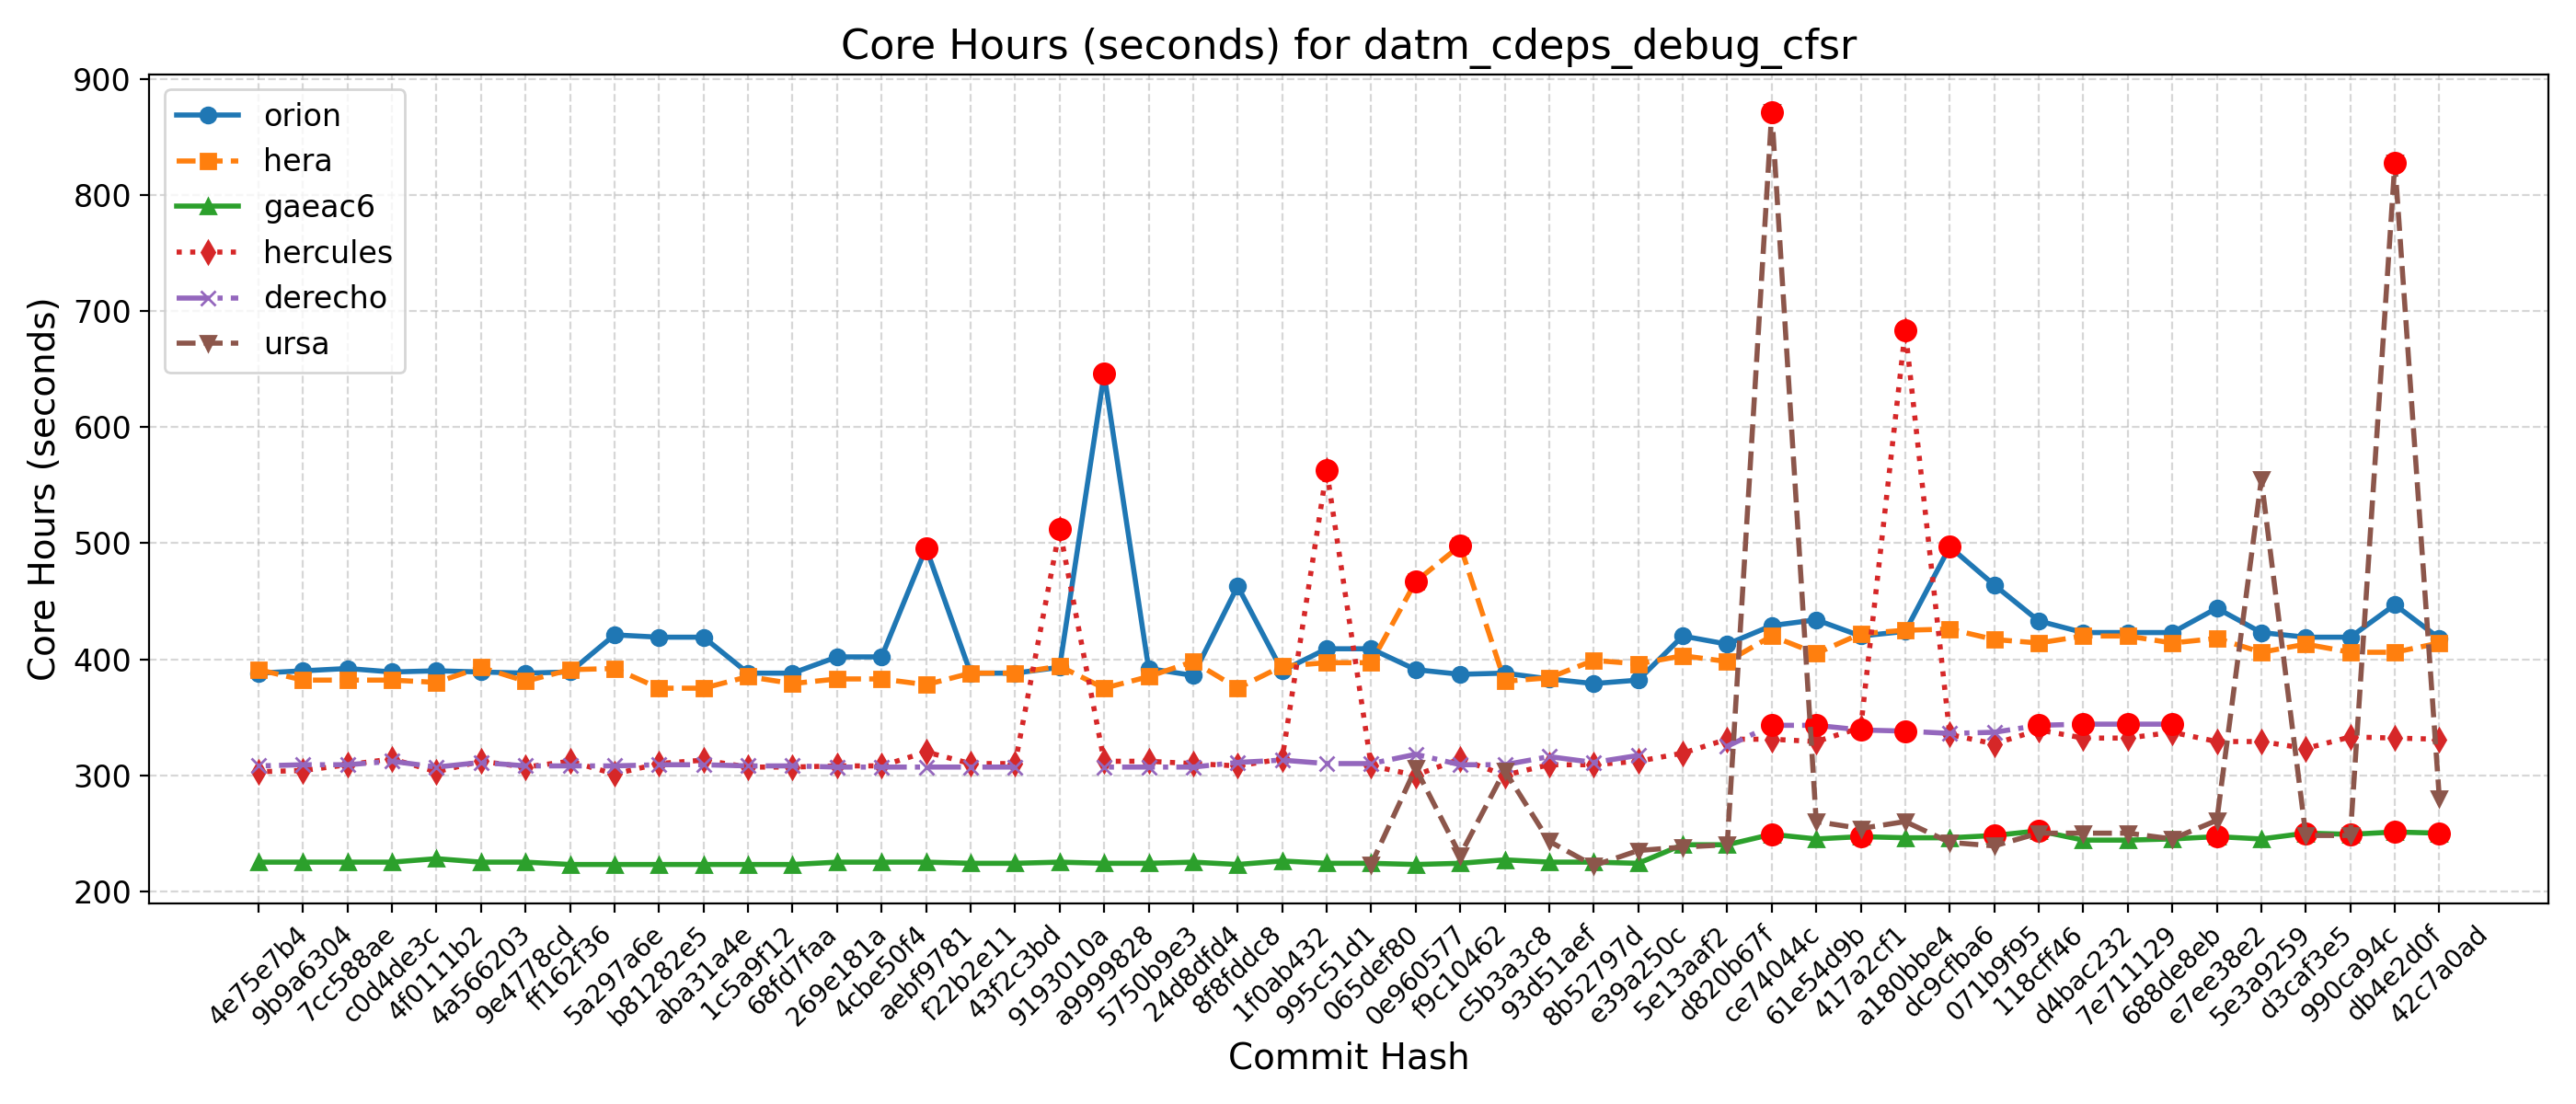 Core Hours (seconds) for datm_cdeps_debug_cfsr
Core Hours (seconds)
900
800
700
600
500
400
300
200
orion
hera
gaeac6
hercules
derecho
ursa
4e75e7b4
9b9a6304
7cc588ae
c0d4de3c
4f0111b2
4a566203
9e4778cd
ff162f36
5a297a6e
b81282e5
aba31a4e
1c5a9f12
68fd7faa
269e181a
4cbe50f4
aebf9781
f22b2e11
43f2c3bd
9193010a
a9999828
5750b9e3
24d8dfd4
8f8fddc8
1f0ab432
995c51d1
065def80
0e960577
f9c10462
c5b3a3c8
93d51aef
8b52797d
e39a250c
5e13aaf2
d820b67f
ce74044c
61e54d9b
417a2cf1
a180bbe4
dc9cfba6
071b9f95
118cff46
d4bac232
7e711129
688de8eb
e7ee38e2
5e3a9259
d3caf3e5
990ca94c
db4e2d0f
42c7a0ad
Commit Hash